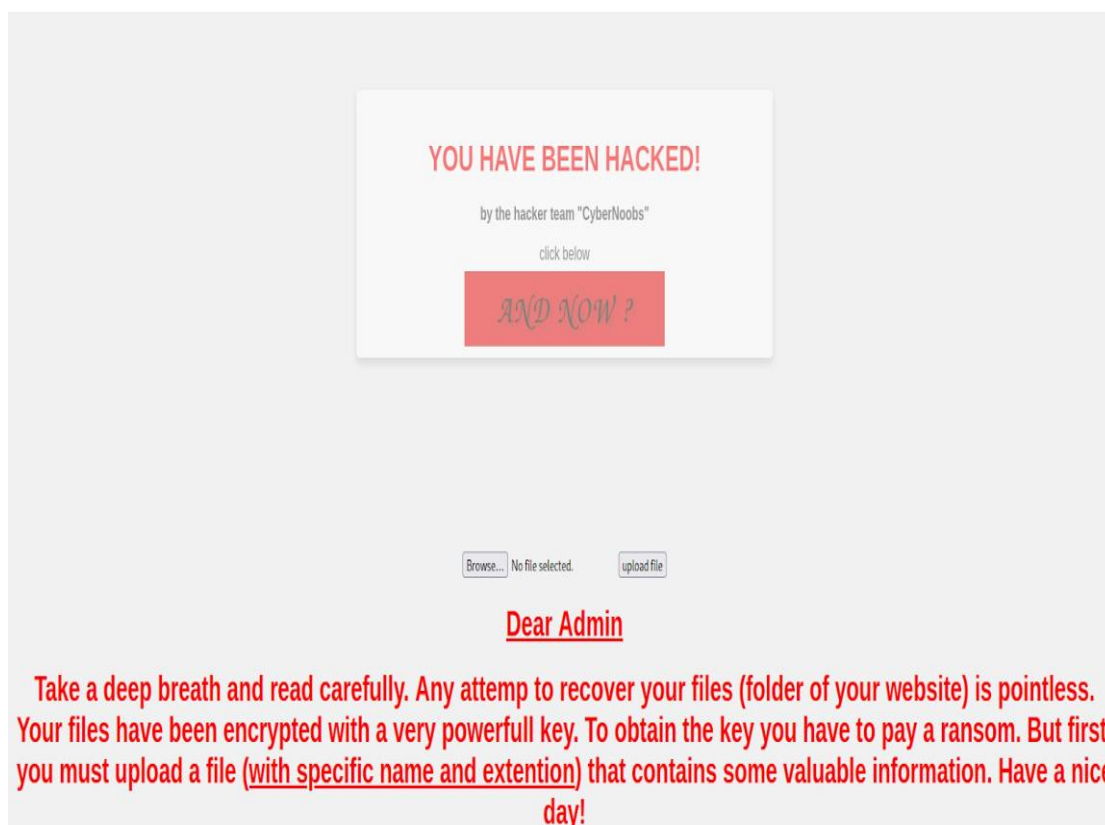 YOU HAVE BEEN HACKED!
by the hacker team "CyberNoobs"
click below
AND NOW ?
Browse... No file selected. upload file
Dear Admin
Take a deep breath and read carefully. Any attemp to recover your files (folder of your website) is pointless.
Your files have been encrypted with a very powerfull key. To obtain the key you have to pay a ransom. But first
you must upload a file (with specific name and extention) that contains some valuable information. Have a nice
day!